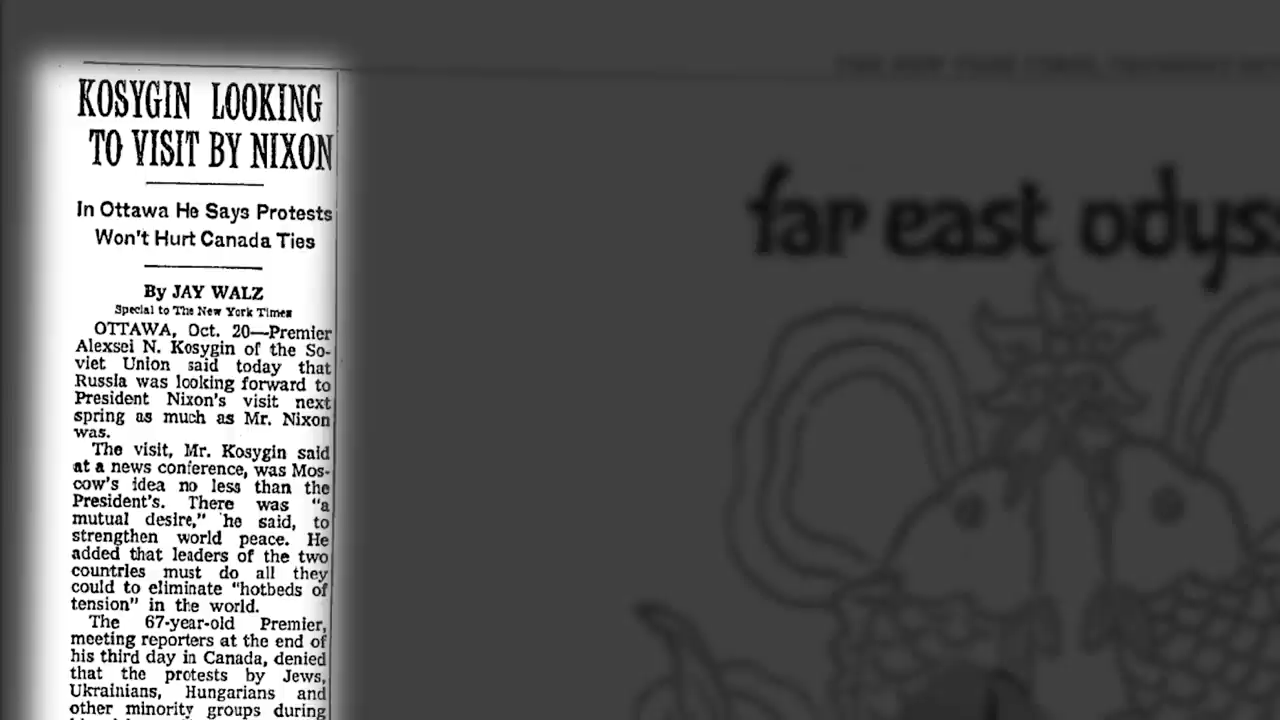 KOSYGIN LOOKING
TO VISIT BY NIXON
In Ottawa He Says Protests
Won't Hurt Canada Ties
By JAY WALZ
Special to The New York Times
OTTAWA, Oct. 20—Premier
Alexsei N. Kosygin of the So-
viet Union said today that
Russia was looking forward to
President Nixon's visit next
spring as much as Mr. Nixon
was.
The visit, Mr. Kosygin said
at a news conference, was Mos-
cow's idea no less than the
President's. There was "a
mutual desire," he said, to
strengthen world peace. He
added that leaders of the two
countries must do all they
could to eliminate "hotbeds of
tension" in the world.
The 67-year-old Premier,
meeting reporters at the end of
his third day in Canada, denied
that the protests by Jews,
Ukrainians, Hungarians and
other minority groups during
far east odys